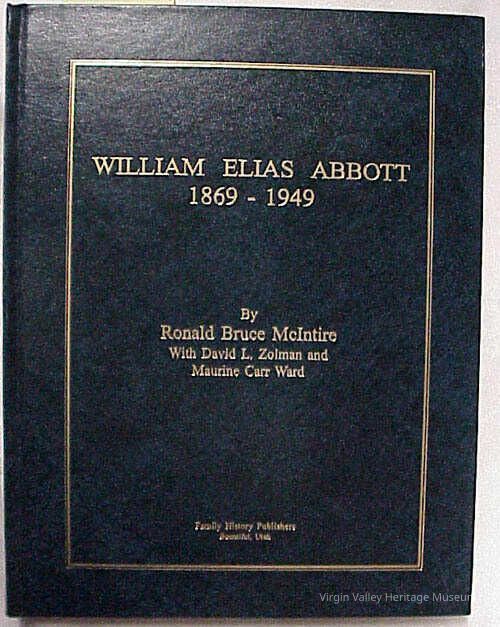 WILLIAM ELIAS ABBOTT
1869 - 1949
By
Ronald Bruce McIntire
With David L. Zolman and
Maurine Carr Ward
Family History Publishers
Bountiful, Utah
Virgin Valley Heritage Museum